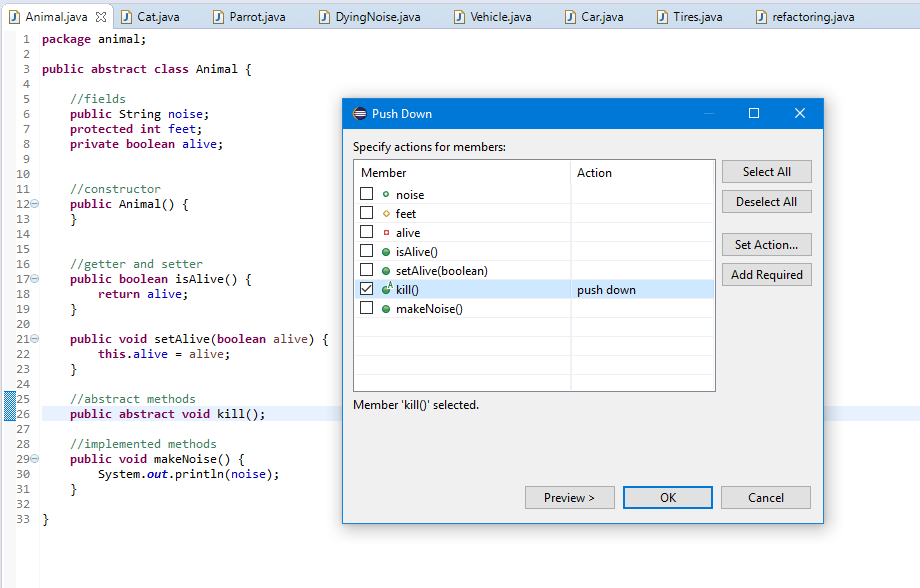 Animal.java Cat.java Parrot.java DyingNoise.java Vehicle.java Car.java Tires.java refactoring.java
1 package animal;
2
3 public abstract class Animal {
4
5 //fields
6 public String noise;
7 protected int feet;
8 private boolean alive;
9
10
11 //constructor
12 public Animal() {
13 }
14
15
16 //getter and setter
17 public boolean isAlive() {
18 return alive;
19 }
20
21 public void setAlive(boolean alive) {
22 this.alive = alive;
23 }
24
25 //abstract methods
26 public abstract void kill();
27
28 //implemented methods
29 public void makeNoise() {
30 System.out.println(noise);
31 }
32
33 }
Push Down
Specify actions for members:
Member Action
noise
feet
alive
isAlive()
setAlive(boolean)
kill() push down
makeNoise()
Select All
Deselect All
Set Action...
Add Required
Member 'kill()' selected.
Preview > OK Cancel